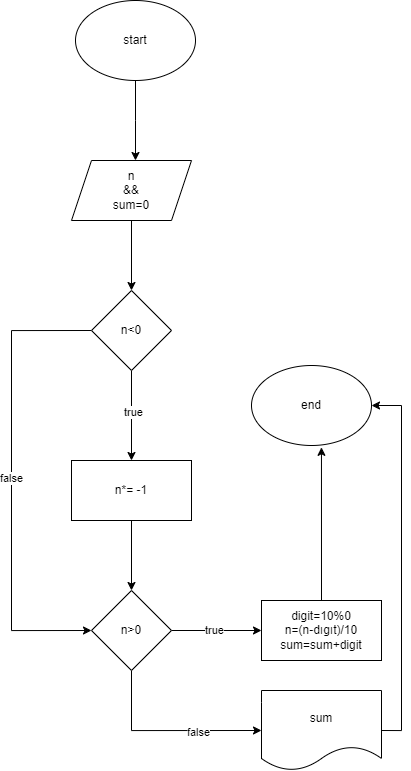 start
n
&&
sum=0
n<0
true
false
n*= -1
end
n>0
true
digit=10%0
n=(n-digit)/10
sum=sum+digit
false
sum